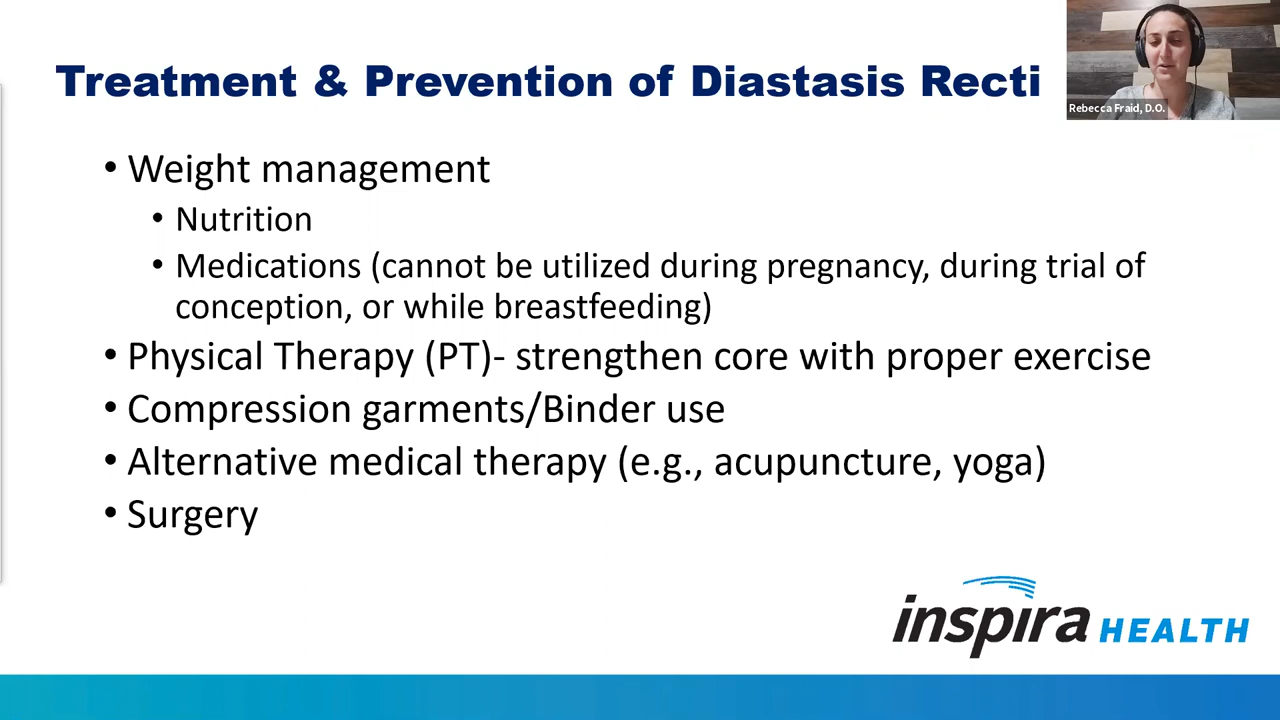 Treatment & Prevention of Diastasis Recti
Rebecca Fraid, D.O.
• Weight management
• Nutrition
• Medications (cannot be utilized during pregnancy, during trial of
conception, or while breastfeeding)
• Physical Therapy (PT)- strengthen core with proper exercise
• Compression garments/Binder use
• Alternative medical therapy (e.g., acupuncture, yoga)
• Surgery
inspira HEALTH